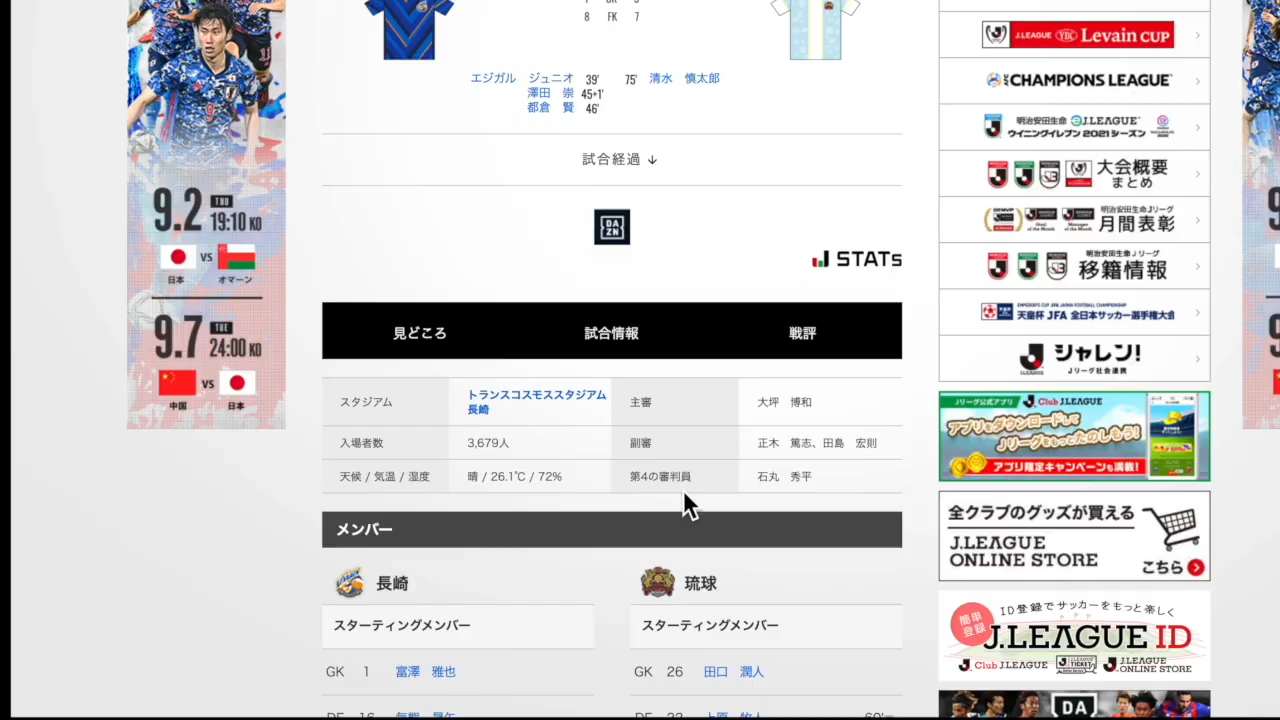 8 FK 7
エジガル ジュニオ 39' 75' 清水 慎太郎
澤田 崇 45+1'
都倉 賢 46'
試合経過 ↓
DAZN
J STATs
見どころ 試合情報 戦評
スタジアム トランスコスモススタジアム長崎 主審 大坪 博和
入場者数 3,679人 副審 正木 篤志、田島 宏則
天候 / 気温 / 湿度 晴 / 26.1℃ / 72% 第4の審判員 石丸 秀平
メンバー
長崎 琉球
スターティングメンバー スターティングメンバー
GK 富澤 雅也 GK 26 田口 潤人
9.2 THU 19:10 KO
VS
日本 オマーン
9.7 TUE 24:00 KO
VS
中国 日本
J.LEAGUE YBC Levain CUP
CHAMPIONS LEAGUE
明治安田生命 eJ.LEAGUE
ウイニングイレブン 2021シーズン
大会概要
まとめ
明治安田生命Jリーグ
月間表彰
明治安田生命Jリーグ
移籍情報
EMPEROR'S CUP JFA JAPAN FOOTBALL CHAMPIONSHIP
天皇杯 JFA 全日本サッカー選手権大会
シャレン!
Jリーグ社会連携
Jリーグ公式アプリ Club J.LEAGUE
アプリをダウンロードして
Jリーグをもっとたのしもう!
アプリ限定キャンペーンも満載!
全クラブのグッズが買える
J.LEAGUE
ONLINE STORE
こちら
ID登録でサッカーをもっと楽しく
簡単
登録
J.LEAGUE ID
Club J.LEAGUE J.LEAGUE TICKET J.LEAGUE ONLINE STORE
DA